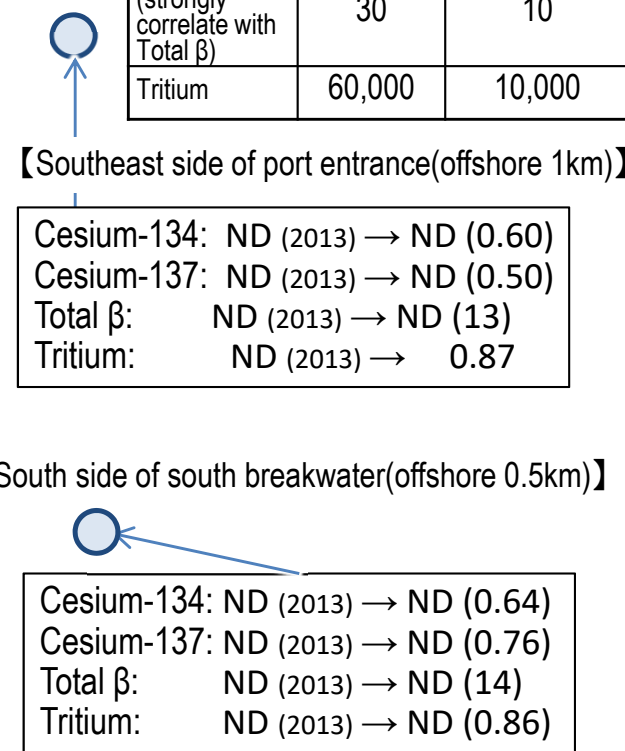 (strongly
correlate with
Total β)
30
10
Tritium
60,000
10,000
【Southeast side of port entrance(offshore 1km)】
Cesium-134: ND (2013) → ND (0.60)
Cesium-137: ND (2013) → ND (0.50)
Total β: ND (2013) → ND (13)
Tritium: ND (2013) → 0.87
South side of south breakwater(offshore 0.5km)】
Cesium-134: ND (2013) → ND (0.64)
Cesium-137: ND (2013) → ND (0.76)
Total β: ND (2013) → ND (14)
Tritium: ND (2013) → ND (0.86)